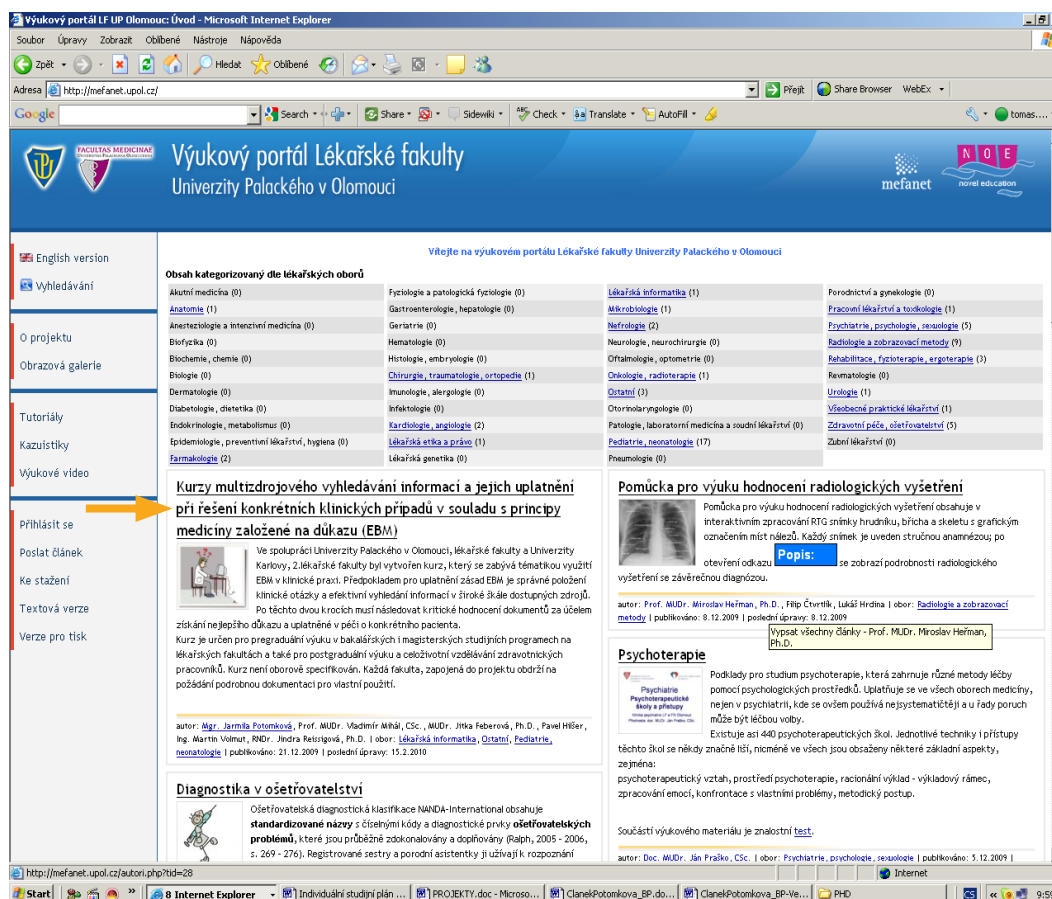 Výukový portál LF UP Olomouc: Úvod - Microsoft Internet Explorer
Soubor Úpravy Zobrazit Oblíbené Nástroje Nápověda
Zpět Hledat Oblíbené
Adresa http://mefanet.upol.cz/ Přejít Share Browser WebEx
Google Search Share Sidewiki Check Translate AutoFill tomas....
FACULTAS MEDICINAE
Výukový portál Lékařské fakulty
Univerzity Palackého v Olomouci
mefanet
N O E
novel education
English version
Vyhledávání
O projektu
Obrazová galerie
Tutoriály
Kazuistiky
Výukové video
Přihlásit se
Poslat článek
Ke stažení
Textová verze
Verze pro tisk
Vítejte na výukovém portálu Lékařské fakulty Univerzity Palackého v Olomouci
Obsah kategorizovaný dle lékařských oborů
Akutní medicína (0) Fyziologie a patologická fyziologie (0) Lékařská informatika (1) Porodnictví a gynekologie (0)
Anatomie (1) Gastroenterologie, hepatologie (0) Mikrobiologie (1) Pracovní lékařství a toxikologie (1)
Anesteziologie a intenzivní medicína (0) Geriatrie (0) Nefrologie (2) Psychiatrie, psychologie, sexuologie (5)
Biofyzika (0) Hematologie (0) Neurologie, neurochirurgie (0) Radiologie a zobrazovací metody (9)
Biochemie, chemie (0) Histologie, embryologie (0) Oftalmologie, optometrie (0) Rehabilitace, fyzioterapie, ergoterapie (3)
Biologie (0) Chirurgie, traumatologie, ortopedie (1) Onkologie, radioterapie (1) Revmatologie (0)
Dermatologie (0) Imunologie, alergologie (0) Ostatní (3) Urologie (1)
Diabetologie, dietetika (0) Infektologie (0) Otorinolaryngologie (0) Všeobecné praktické lékařství (1)
Endokrinologie, metabolismus (0) Kardiologie, angiologie (2) Patologie, laboratorní medicína a soudní lékařství (0) Zdravotní péče, ošetřovatelství (5)
Epidemiologie, preventivní lékařství, hygiena (0) Lékařská etika a právo (1) Pediatrie, neonatologie (17) Zubní lékařství (0)
Farmakologie (2) Lékařská genetika (0) Pneumologie (0)
Kurzy multizdrojového vyhledávání informací a jejich uplatnění
při řešení konkrétních klinických případů v souladu s principy
medicíny založené na důkazu (EBM)
Ve spolupráci Univerzity Palackého v Olomouci, lékařské fakulty a Univerzity
Karlovy, 2.lékařské fakulty byl vytvořen kurz, který se zabývá tématikou využití
EBM v klinické praxi. Předpokladem pro uplatnění zásad EBM je správné položení
klinické otázky a efektivní vyhledání informací v široké škále dostupných zdrojů.
Po těchto dvou krocích musí následovat kritické hodnocení dokumentů za účelem
získání nejlepšího důkazu a uplatněné v péči o konkrétního pacienta.
Kurz je určen pro pregraduální výuku v bakalářských i magisterských studijních programech na
lékařských fakultách a také pro postgraduální výuku a celoživotní vzdělávání zdravotnických
pracovníků. Kurz není oborově specifikován. Každá fakulta, zapojená do projektu obdrží na
požádání podrobnou dokumentaci pro vlastní použití.
autor: Mgr. Jarmila Potomková, Prof. MUDr. Vladimír Mihál, CSc., MUDr. Jitka Feberová, Ph.D., Pavel Hilšer,
Ing. Martin Volmut, RNDr. Jindra Reissigová, Ph.D. | obor: Lékařská informatika, Ostatní, Pediatrie,
neonatologie | publikováno: 21.12.2009 | poslední úpravy: 15.2.2010
Diagnostika v ošetřovatelství
Ošetřovatelská diagnostická klasifikace NANDA-International obsahuje
standardizované názvy s číselnými kódy a diagnostické prvky ošetřovatelských
problémů, které jsou průběžně zdokonalovány a doplňovány (Ralph, 2005 - 2006,
s. 269 - 276). Registrované sestry a porodní asistentky ji užívají k rozpoznání
Pomůcka pro výuku hodnocení radiologických vyšetření
Pomůcka pro výuku hodnocení radiologických vyšetření obsahuje v
interaktivním zpracování RTG snímky hrudníku, břicha a skeletu s grafickým
označením míst nálezů. Každý snímek je uveden stručnou anamnézou; po
otevření odkazu Popis: se zobrazí podrobnosti radiologického
vyšetření se závěrečnou diagnózou.
autor: Prof. MUDr. Miroslav Heřman, Ph.D., Filip Čtvrtlík, Lukáš Hrdina | obor: Radiologie a zobrazovací
metody | publikováno: 8.12.2009 | poslední úpravy: 8.12.2009
Vypsat všechny články - Prof. MUDr. Miroslav Heřman,
Ph.D.
Psychoterapie
Psychiatrie
Psychoterapeutické
školy a přístupy
Podklady pro studium psychoterapie, která zahrnuje různé metody léčby
pomocí psychologických prostředků. Uplatňuje se ve všech oborech medicíny,
nejen v psychiatrii, kde se ovšem používá nejsystematičtěji a u řady poruch
může být léčbou volby.
Existuje asi 440 psychoterapeutických škol. Jednotlivé techniky i přístupy
těchto škol se někdy značně liší, nicméně ve všech jsou obsaženy některé základní aspekty,
zejména:
psychoterapeutický vztah, prostředí psychoterapie, racionální výklad - výkladový rámec,
zpracování emocí, konfrontace s vlastními problémy, metodický postup.
Součástí výukového materiálu je znalostní test.
autor: Doc. MUDr. Ján Praško, CSc. | obor: Psychiatrie, psychologie, sexuologie | publikováno: 5.12.2009 |
http://mefanet.upol.cz/autori.php?tid=28 Internet
Start 8 Internet Explorer Individuální studijní plán ... PROJEKTY.doc - Microso... ClanekPotomkova_BP.do... ClanekPotomkova_BP-Ve... PHD CS 9:59